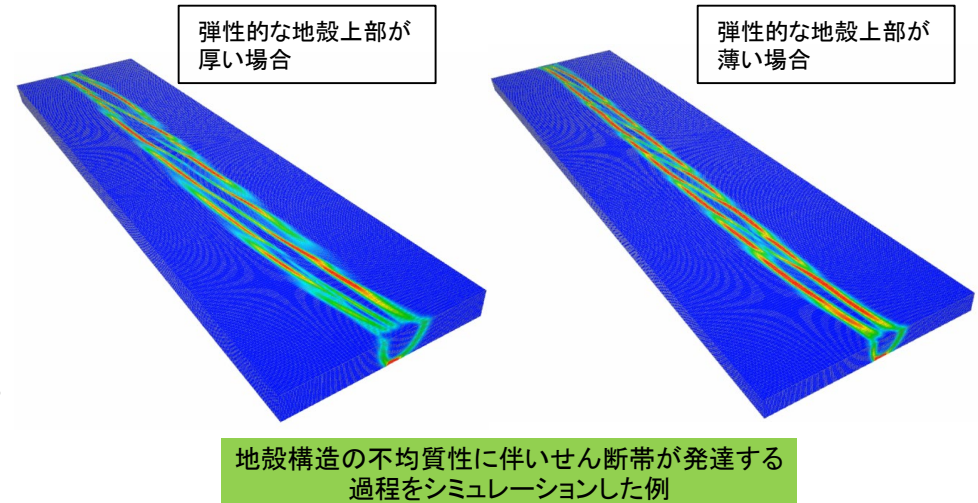 弾性的な地殻上部が
厚い場合
弾性的な地殻上部が
薄い場合
地殻構造の不均質性に伴いせん断帯が発達する
過程をシミュレーションした例